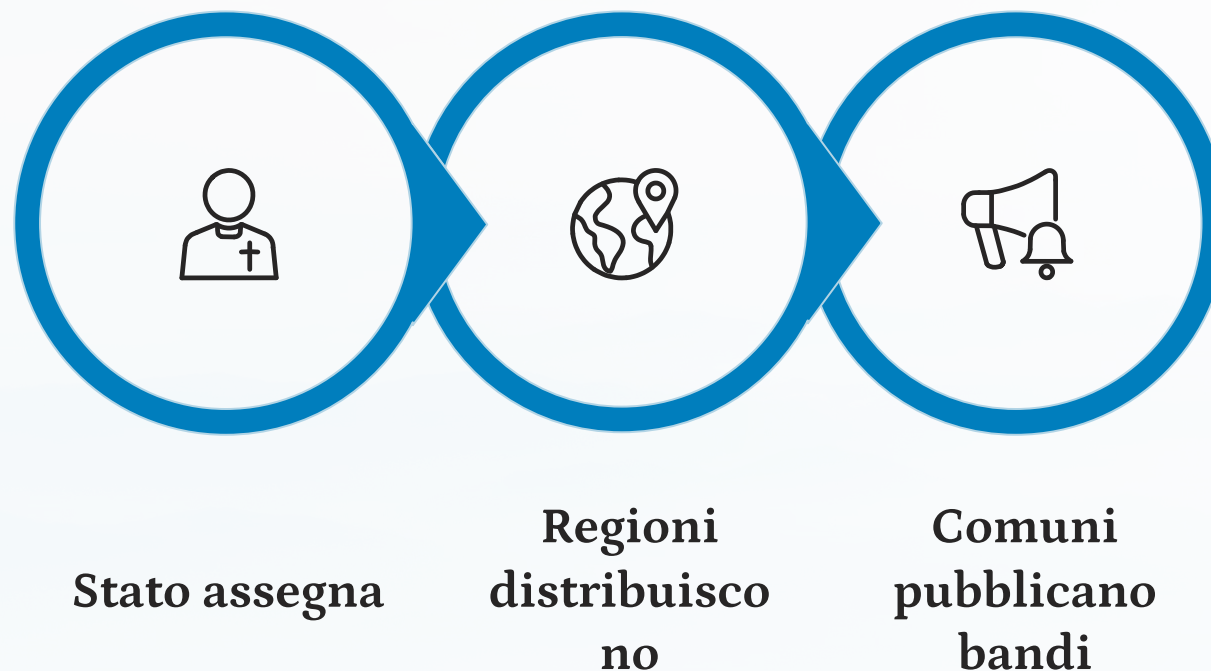 Stato assegna
Regioni
distribuisco
no
Comuni
pubblicano
bandi